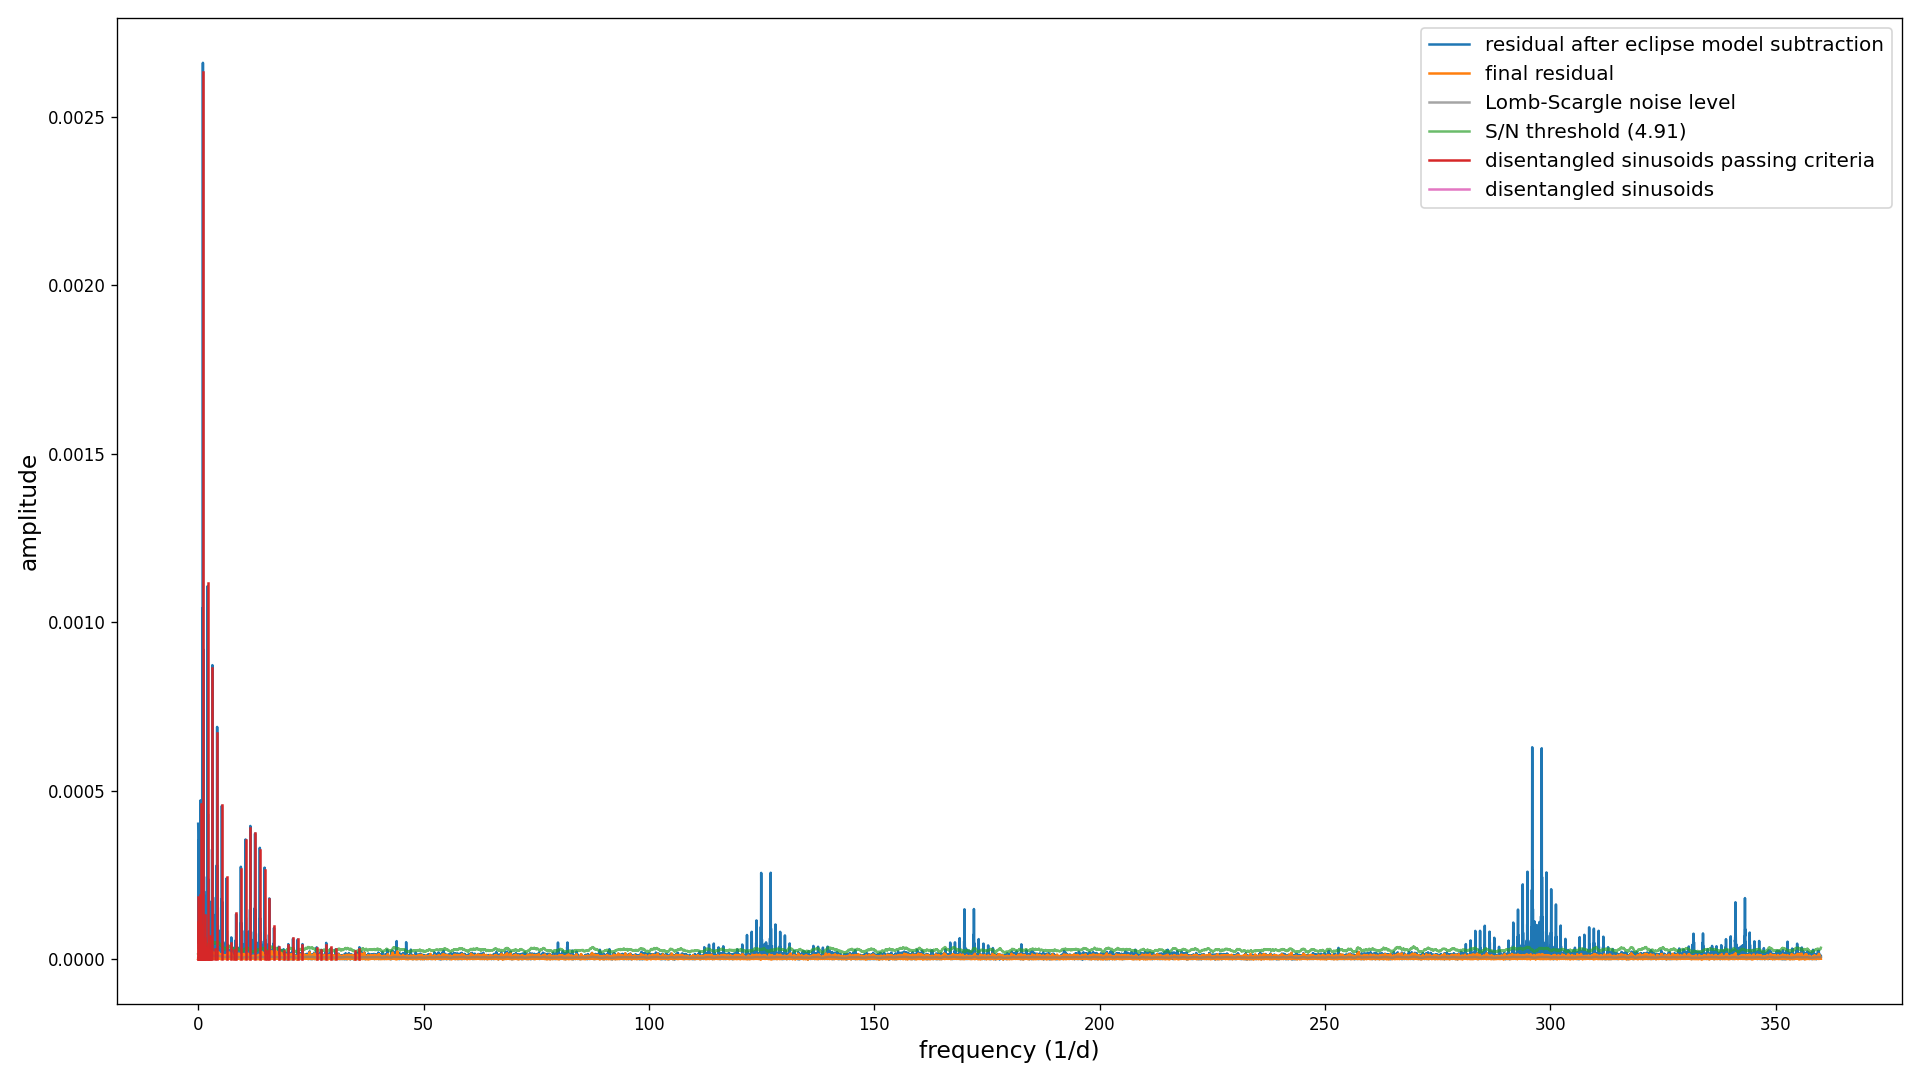 residual after eclipse model subtraction
final residual
Lomb-Scargle noise level
S/N threshold (4.91)
disentangled sinusoids passing criteria
disentangled sinusoids
amplitude
0.0025
0.0020
0.0015
0.0010
0.0005
0.0000
0 50 100 150 200 250 300 350
frequency (1/d)